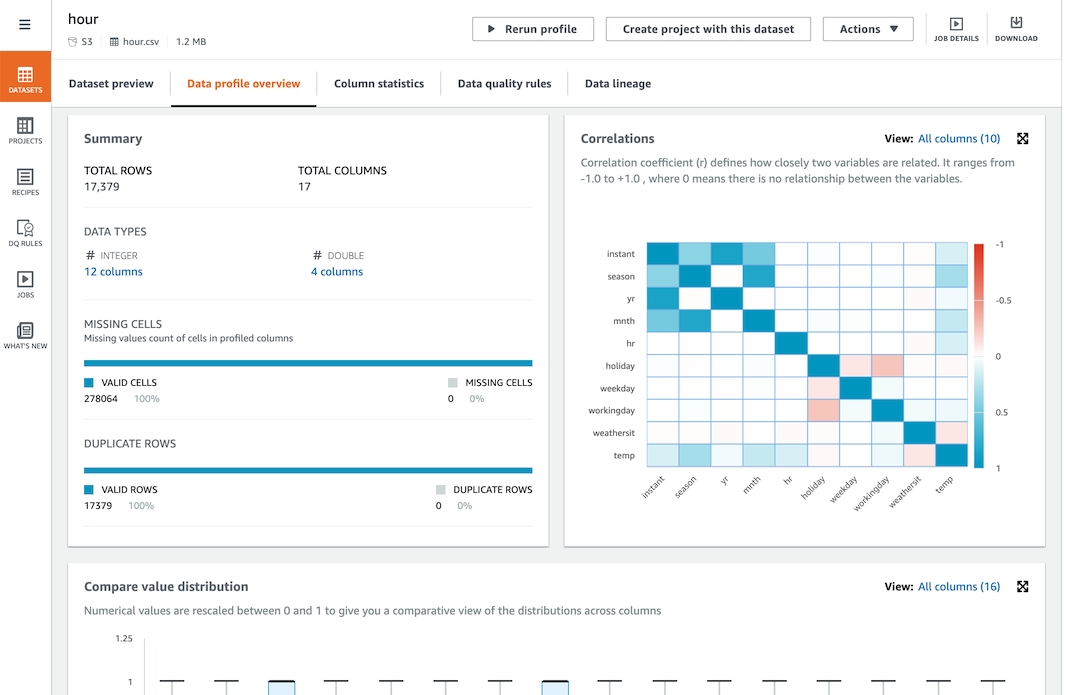 hour
S3
hour.csv
1.2 MB
Rerun profile
Create project with this dataset
Actions
JOB DETAILS
DOWNLOAD
DATASETS
PROJECTS
RECIPES
DQ RULES
JOBS
WHAT'S NEW
Dataset preview
Data profile overview
Column statistics
Data quality rules
Data lineage
Summary
TOTAL ROWS
17,379
TOTAL COLUMNS
17
DATA TYPES
# INTEGER
12 columns
# DOUBLE
4 columns
MISSING CELLS
Missing values count of cells in profiled columns
VALID CELLS
278064 100%
MISSING CELLS
0 0%
DUPLICATE ROWS
VALID ROWS
17379 100%
DUPLICATE ROWS
0 0%
Correlations
View: All columns (10)
Correlation coefficient (r) defines how closely two variables are related. It ranges from
-1.0 to +1.0 , where 0 means there is no relationship between the variables.
instant
season
yr
mnth
hr
holiday
weekday
workingday
weathersit
temp
instant
season
yr
mnth
hr
holiday
weekday
workingday
weathersit
temp
-1
-0.5
0
0.5
1
Compare value distribution
View: All columns (16)
Numerical values are rescaled between 0 and 1 to give you a comparative view of the distributions across columns
1.25
1